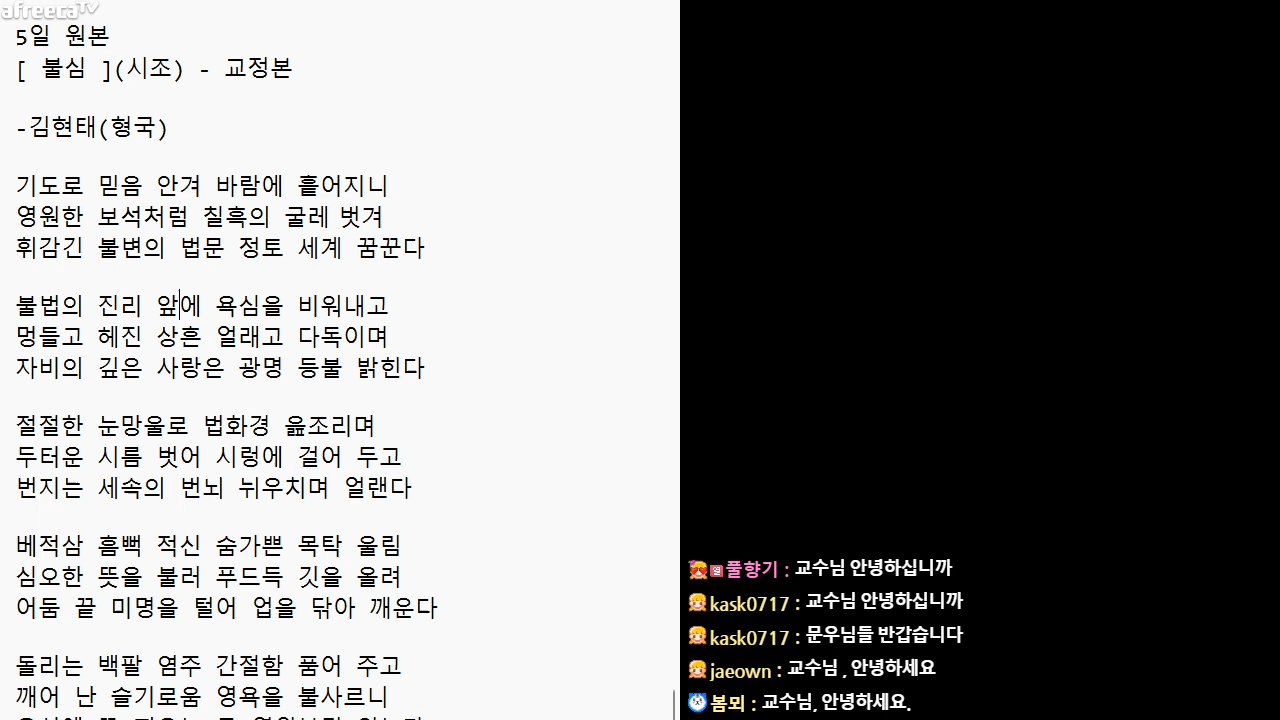 afreecaTV
5일 원본
[ 불심 ](시조) - 교정본
-김현태(형국)
기도로 믿음 안겨 바람에 흩어지니
영원한 보석처럼 칠흑의 굴레 벗겨
휘감긴 불변의 법문 정토 세계 꿈꾼다
불법의 진리 앞에 욕심을 비워내고
멍들고 헤진 상흔 얼래고 다독이며
자비의 깊은 사랑은 광명 등불 밝힌다
절절한 눈망울로 법화경 읊조리며
두터운 시름 벗어 시렁에 걸어 두고
번지는 세속의 번뇌 뉘우치며 얼랜다
베적삼 흠뻑 적신 숨가쁜 목탁 울림
심오한 뜻을 불러 푸드득 깃을 올려
어둠 끝 미명을 털어 업을 닦아 깨운다
돌리는 백팔 염주 간절함 품어 주고
깨어 난 슬기로움 영욕을 불사르니
풀향기 : 교수님 안녕하십니까
kask0717 : 교수님 안녕하십니까
kask0717 : 문우님들 반갑습니다
jaeown : 교수님 , 안녕하세요
봄뫼 : 교수님, 안녕하세요.